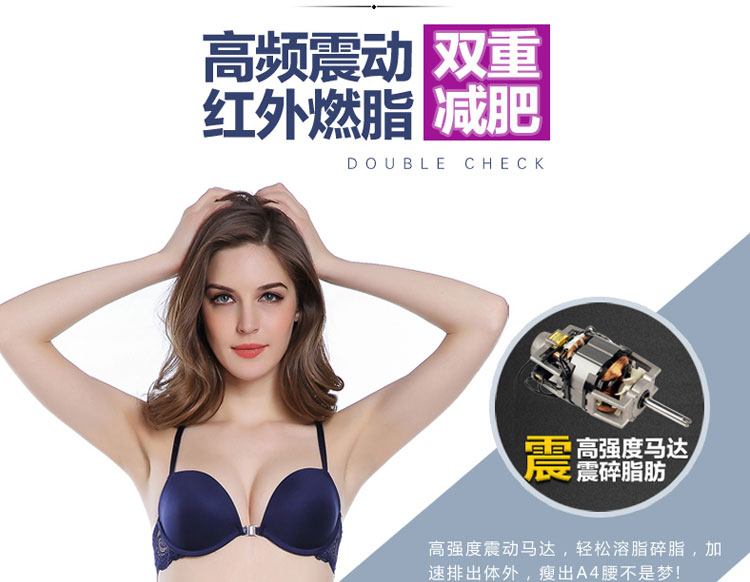 高频震动
红外燃脂
双重
减肥
DOUBLE CHECK
震
高强度马达
震碎脂肪
高强度震动马达，轻松溶脂碎脂，加
速排出体外，瘦出A4腰不是梦!